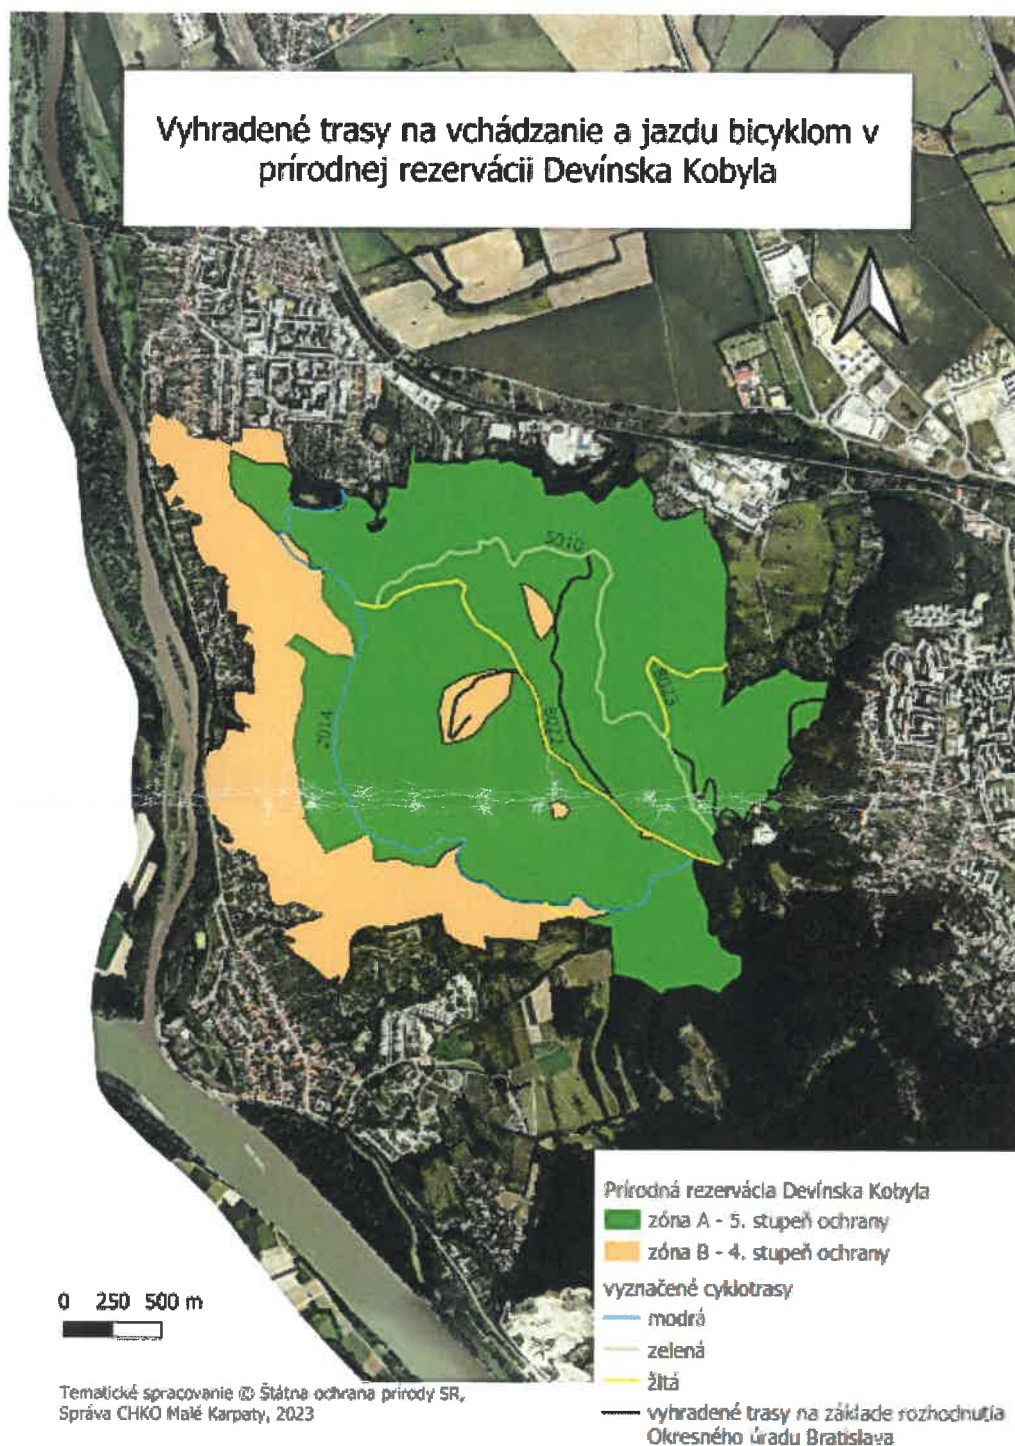 Vyhradené trasy na vchádzanie a jazdu bicyklom v
prírodnej rezervácii Devínska Kobyla
5010
8023
2014
8022
Prírodná rezervácia Devínska Kobyla
zóna A - 5. stupeň ochrany
zóna B - 4. stupeň ochrany
vyznačené cyklotrasy
modrá
zelená
žltá
vyhradené trasy na základe rozhodnutia
Okresného úradu Bratislava
0 250 500 m
Tematické spracovanie © Štátna ochrana prírody SR,
Správa CHKO Malé Karpaty, 2023